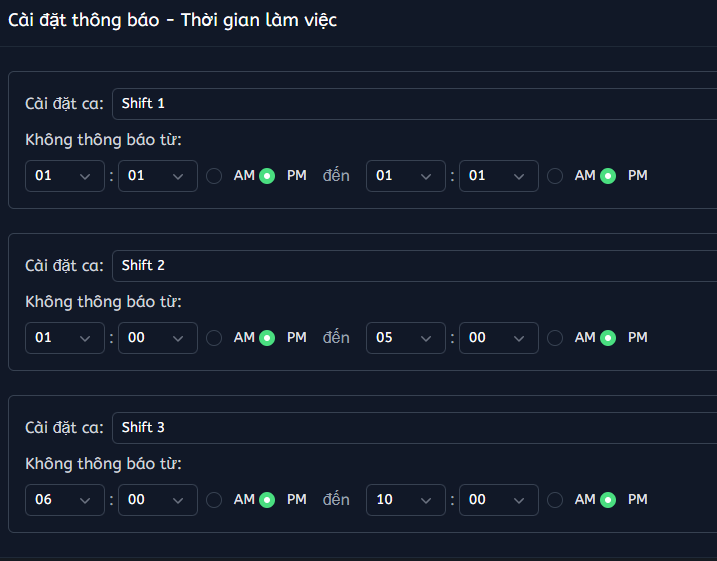 Cài đặt thông báo - Thời gian làm việc
Cài đặt ca: Shift 1
Không thông báo từ:
01 : 01 AM PM đến 01 : 01 AM PM
Cài đặt ca: Shift 2
Không thông báo từ:
01 : 00 AM PM đến 05 : 00 AM PM
Cài đặt ca: Shift 3
Không thông báo từ:
06 : 00 AM PM đến 10 : 00 AM PM